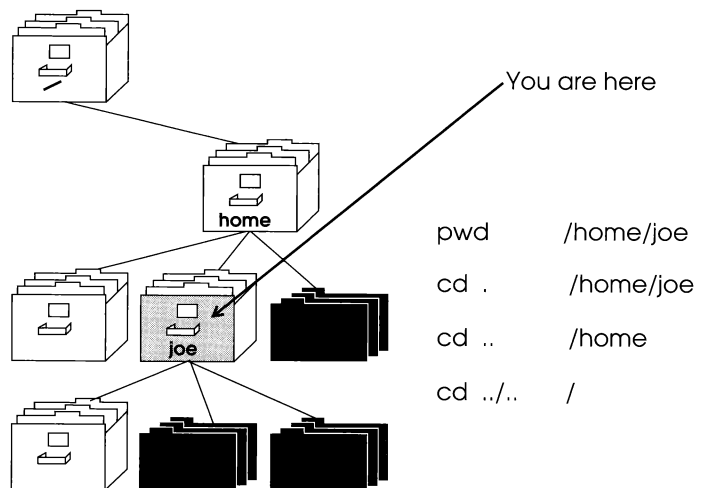 /
You are here
home
pwd /home/joe
cd . /home/joe
joe
cd .. /home
cd ../.. /